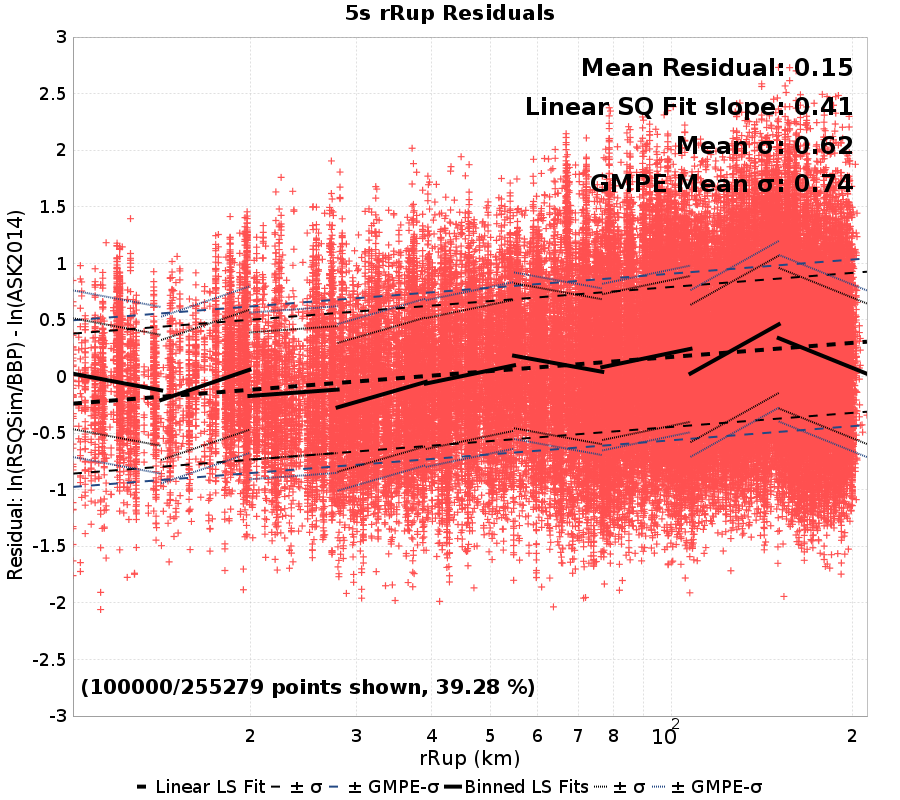 5s rRup Residuals
3
2.5
2
1.5
1
0.5
0
-0.5
-1
-1.5
-2
-2.5
-3
Residual: ln(RSQSim/BBP) - ln(ASK2014)
Mean Residual: 0.15
Linear SQ Fit slope: 0.41
Mean σ: 0.62
GMPE Mean σ: 0.74
(100000/255279 points shown, 39.28 %)
2 3 4 5 6 7 8 10² 2
rRup (km)
Linear LS Fit ± σ ± GMPE-σ Binned LS Fits ± σ ± GMPE-σ